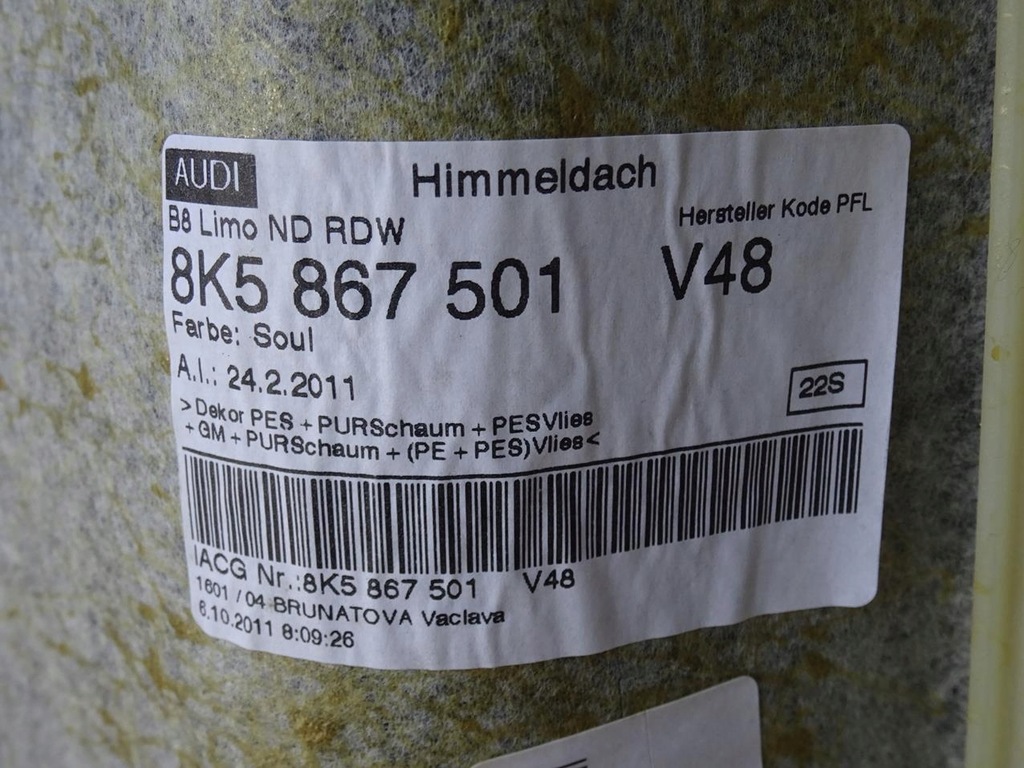 AUDI
Himmeldach
B8 Limo ND RDW
Hersteller Kode PFL
8K5 867 501
V48
Farbe: Soul
A.I.: 24.2.2011
22S
>Dekor PES + PURSchaum + PESVlies
+GM+PURSchaum + (PE + PES)Vlies<
IACG Nr.:8K5 867 501 V48
1601 / 04 BRUNATOVA Vaclava
6.10.2011 8:09:26